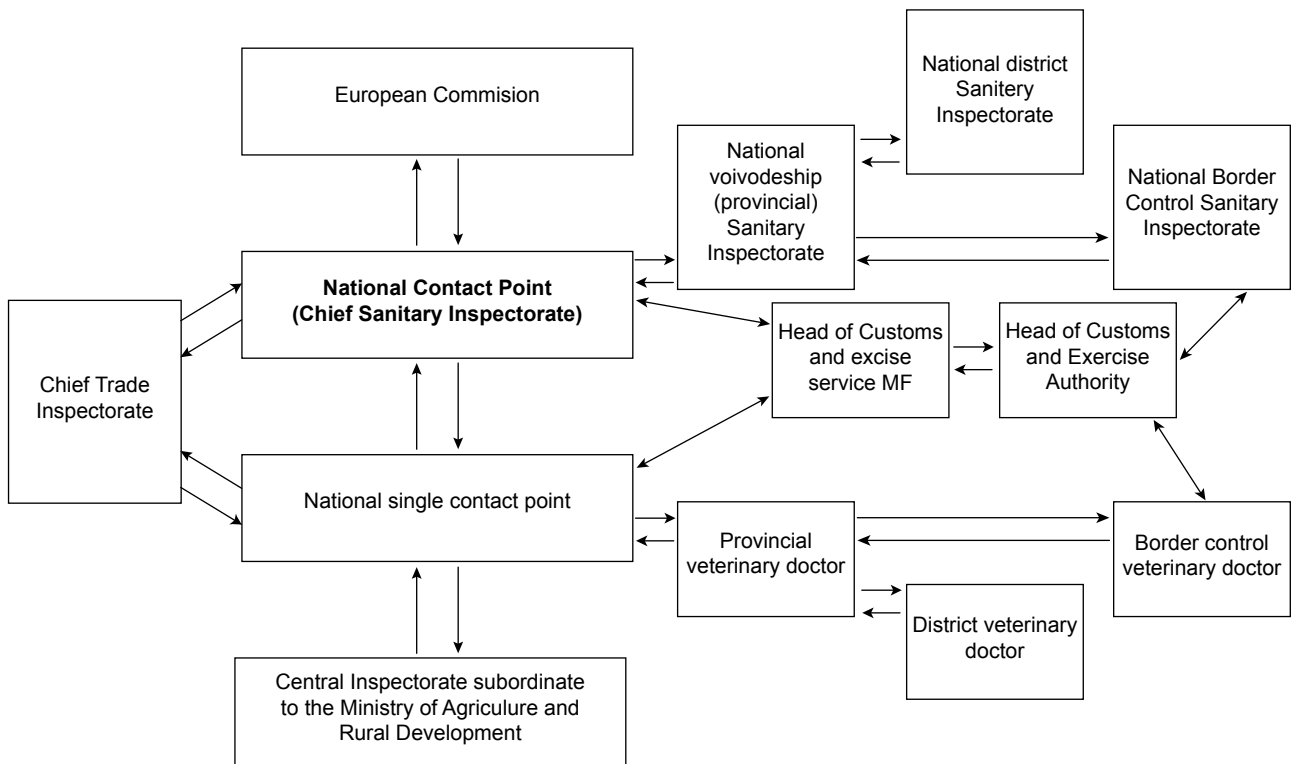 European Commision
National district
Sanitery
Inspectorate
National
voivodeship
(provincial)
Sanitary
Inspectorate
National Border
Control Sanitary
Inspectorate
National Contact Point
(Chief Sanitary Inspectorate)
Head of Customs
and excise
service MF
Head of Customs
and Exercise
Authority
Chief Trade
Inspectorate
National single contact point
Provincial
veterinary doctor
Border control
veterinary doctor
District veterinary
doctor
Central Inspectorate subordinate
to the Ministry of Agriculure and
Rural Development